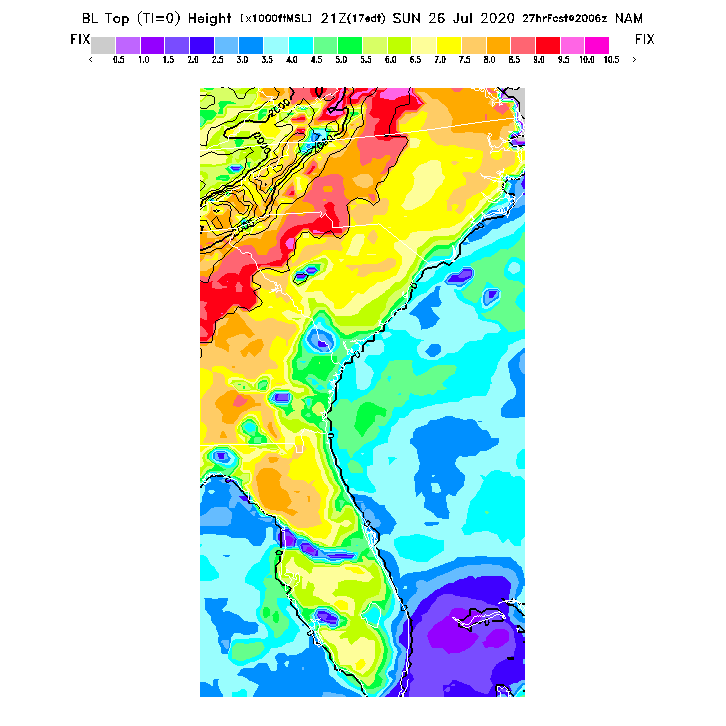 BL Top (TI=0) Height [x1000ftMSL] 21Z(17edt) SUN 26 Jul 2020 27hrFcst@2006z NAM
FIX FIX
< 0.5 1.0 1.5 2.0 2.5 3.0 3.5 4.0 4.5 5.0 5.5 6.0 6.5 7.0 7.5 8.0 8.5 9.0 9.5 10.0 10.5 >
2000
2000